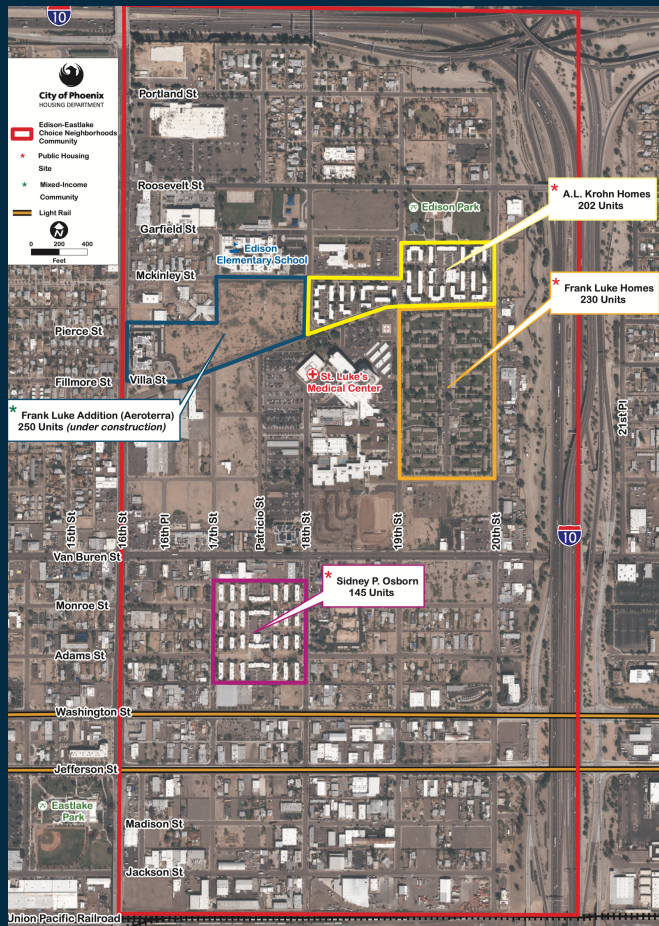 10
City of Phoenix
HOUSING DEPARTMENT
Edison-Eastlake
Choice Neighborhoods
Community
* Public Housing
Site
* Mixed-Income
Community
Light Rail
N
0 200 400
Feet
Portland St
Roosevelt St
Edison Park
* A.L. Krohn Homes
202 Units
Garfield St
Edison
Elementary School
Mckinley St
* Frank Luke Homes
230 Units
Pierce St
Fillmore St
Villa St
St. Luke's
Medical Center
* Frank Luke Addition (Aeroterra)
250 Units (under construction)
21st Pl
15th St
16th St
16th Pl
17th St
Patricio St
18th St
19th St
20th St
10
Van Buren St
* Sidney P. Osborn
145 Units
Monroe St
Adams St
Washington St
Jefferson St
Eastlake
Park
Madison St
Jackson St
Union Pacific Railroad